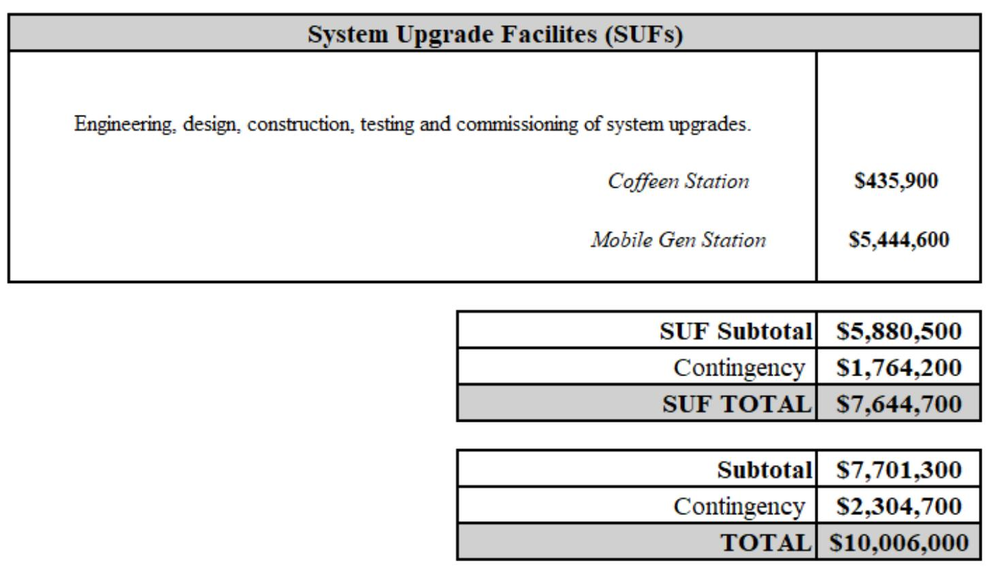 System Upgrade Facilites (SUFs)
Engineering, design, construction, testing and commissioning of system upgrades.
Coffeen Station $435,900
Mobile Gen Station $5,444,600
SUF Subtotal $5,880,500
Contingency $1,764,200
SUF TOTAL $7,644,700
Subtotal $7,701,300
Contingency $2,304,700
TOTAL $10,006,000